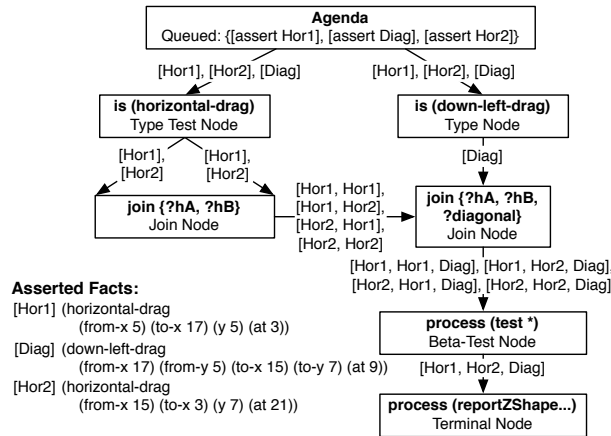 Agenda
Queued: {[assert Hor1], [assert Diag], [assert Hor2]}
[Hor1], [Hor2], [Diag]
[Hor1], [Hor2], [Diag]
is (horizontal-drag)
Type Test Node
is (down-left-drag)
Type Node
[Hor1],
[Hor2]
[Hor1],
[Hor2]
[Diag]
join {?hA, ?hB}
Join Node
[Hor1, Hor1],
[Hor1, Hor2],
[Hor2, Hor1],
[Hor2, Hor2]
join {?hA, ?hB,
?diagonal}
Join Node
[Hor1, Hor1, Diag], [Hor1, Hor2, Diag],
[Hor2, Hor1, Diag], [Hor2, Hor2, Diag]
process (test *)
Beta-Test Node
[Hor1, Hor2, Diag]
process (reportZShape...)
Terminal Node
Asserted Facts:
[Hor1] (horizontal-drag
(from-x 5) (to-x 17) (y 5) (at 3))
[Diag] (down-left-drag
(from-x 17) (from-y 5) (to-x 15) (to-y 7) (at 9))
[Hor2] (horizontal-drag
(from-x 15) (to-x 3) (y 7) (at 21))